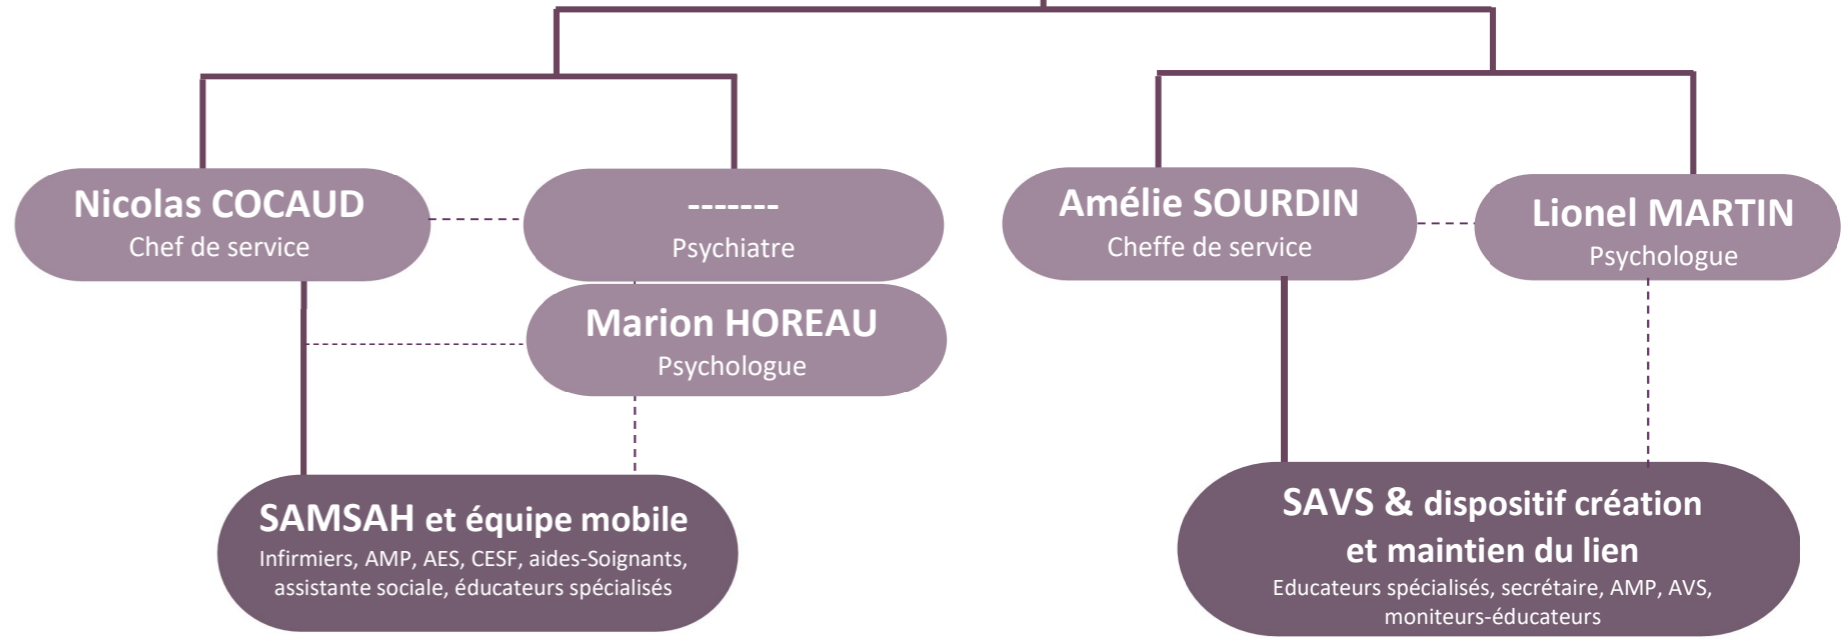 Nicolas COCAUD
Chef de service
-------
Psychiatre
Marion HOREAU
Psychologue
SAMSAH et équipe mobile
Infirmiers, AMP, AES, CESF, aides-Soignants,
assistante sociale, éducateurs spécialisés
Amélie SOURDIN
Cheffe de service
Lionel MARTIN
Psychologue
SAVS & dispositif création
et maintien du lien
Educateurs spécialisés, secrétaire, AMP, AVS,
moniteurs-éducateurs